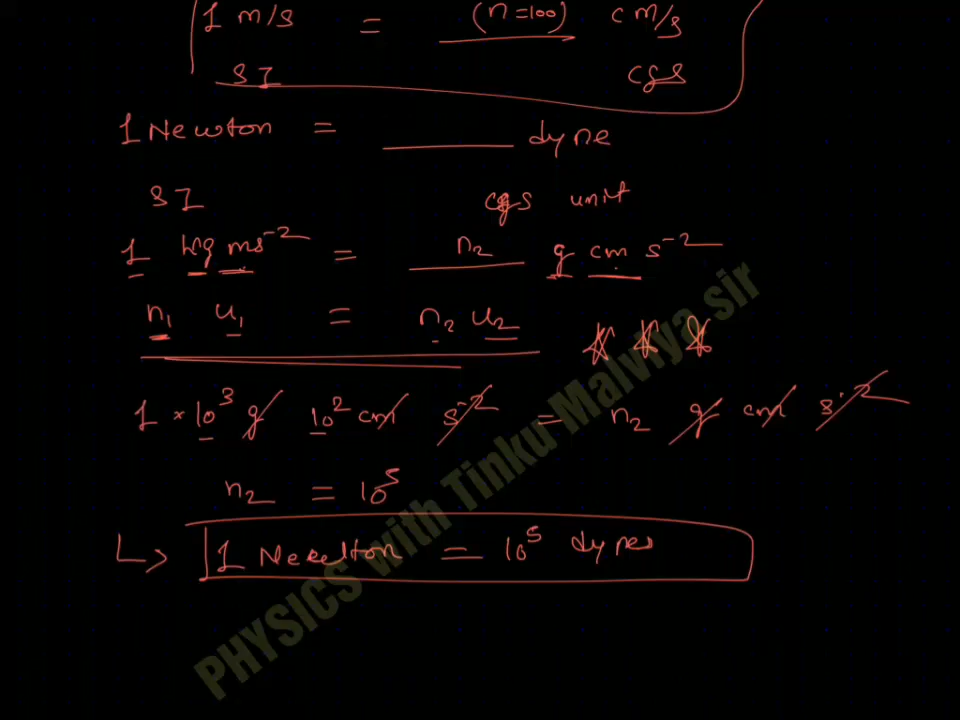 1 m/s = (n=100) cm/s
SI cgs
1 Newton = ______ dyne
SI cgs unit
1 kg ms⁻² = n₂ g cm s⁻²
n₁ u₁ = n₂ u₂
1 × 10³ g 10² cm s⁻² = n₂ g cm s⁻²
n₂ = 10⁵
↳ 1 Newton = 10⁵ dynes
PHYSICS with Tinku Malviya sir